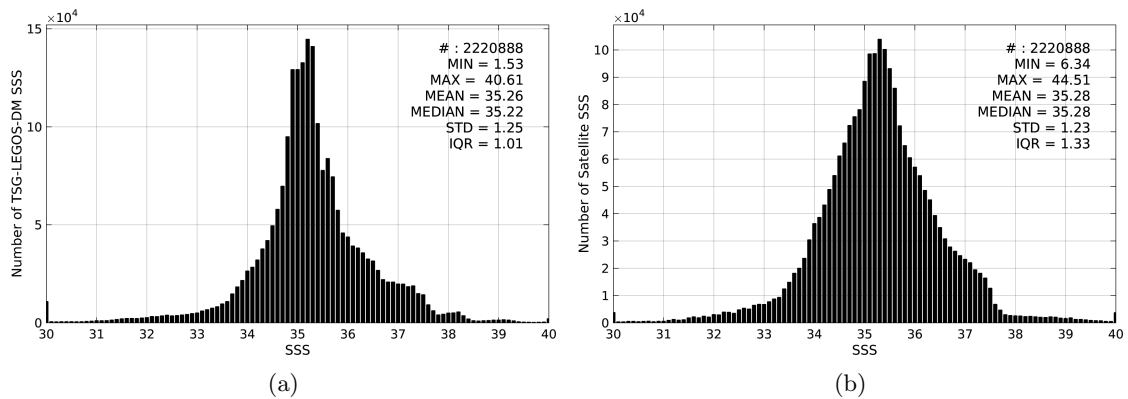 ×10⁴
15
10
5
0
Number of TSG-LEGOS-DM SSS
# : 2220888
MIN = 1.53
MAX = 40.61
MEAN = 35.26
MEDIAN = 35.22
STD = 1.25
IQR = 1.01
30 31 32 33 34 35 36 37 38 39 40
SSS
(a)
×10⁴
10
9
8
7
6
5
4
3
2
1
0
Number of Satellite SSS
# : 2220888
MIN = 6.34
MAX = 44.51
MEAN = 35.28
MEDIAN = 35.28
STD = 1.23
IQR = 1.33
30 31 32 33 34 35 36 37 38 39 40
SSS
(b)